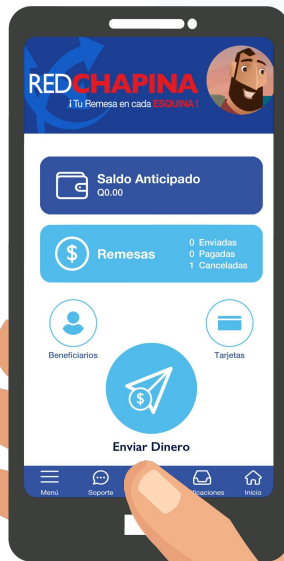 REDCHAPINA
¡Tu Remesa en cada ESQUINA!
Saldo Anticipado
Q0.00
Remesas
0 Enviadas
0 Pagadas
1 Canceladas
Beneficiarios
Tarjetas
Enviar Dinero
Menú
Soporte
Inicio